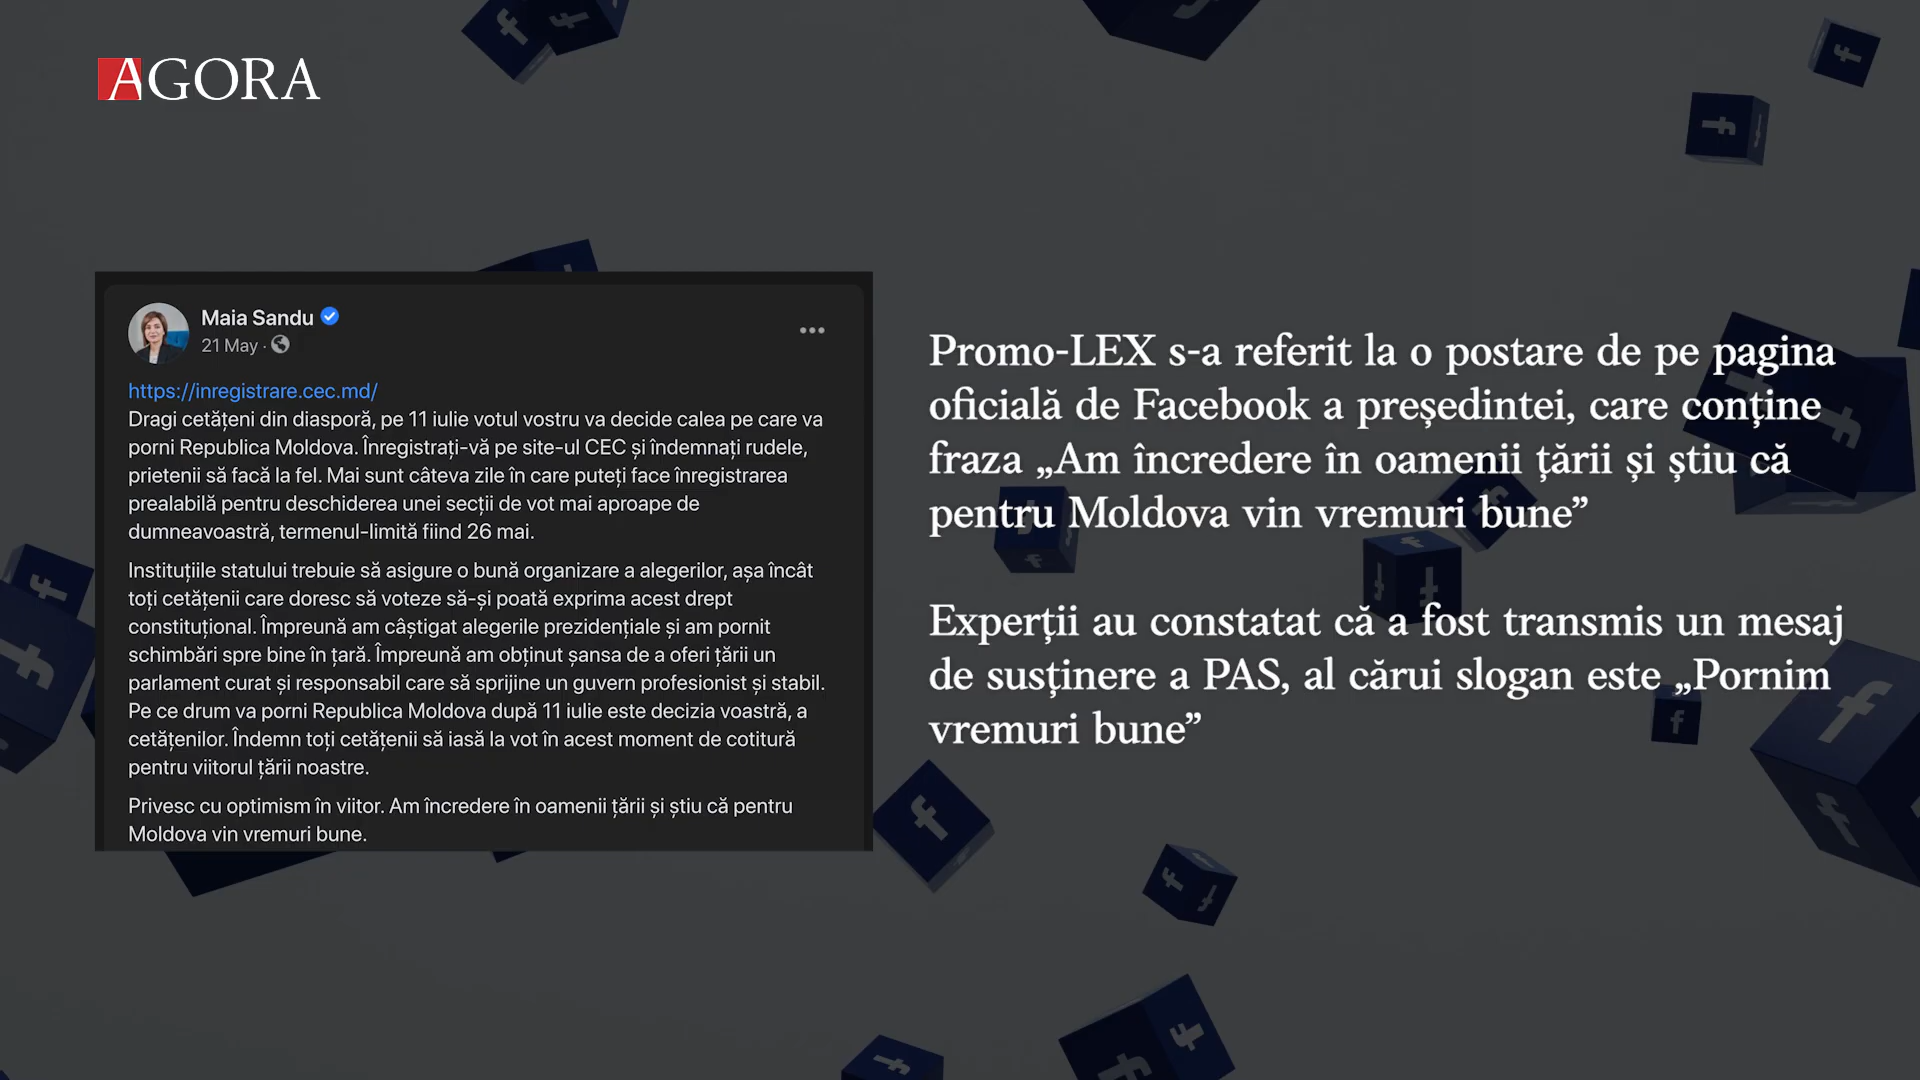 AGORA
Maia Sandu
21 May ·
https://inregistrare.cec.md/
Dragi cetățeni din diasporă, pe 11 iulie votul vostru va decide calea pe care va
porni Republica Moldova. Înregistrați-vă pe site-ul CEC și îndemnați rudele,
prietenii să facă la fel. Mai sunt câteva zile în care puteți face înregistrarea
prealabilă pentru deschiderea unei secții de vot mai aproape de
dumneavoastră, termenul-limită fiind 26 mai.
Instituțiile statului trebuie să asigure o bună organizare a alegerilor, așa încât
toți cetățenii care doresc să voteze să-și poată exprima acest drept
constituțional. Împreună am câștigat alegerile prezidențiale și am pornit
schimbări spre bine în țară. Împreună am obținut șansa de a oferi țării un
parlament curat și responsabil care să sprijine un guvern profesionist și stabil.
Pe ce drum va porni Republica Moldova după 11 iulie este decizia voastră, a
cetățenilor. Îndemn toți cetățenii să iasă la vot în acest moment de cotitură
pentru viitorul țării noastre.
Privesc cu optimism în viitor. Am încredere în oamenii țării și știu că pentru
Moldova vin vremuri bune.
Promo-LEX s-a referit la o postare de pe pagina
oficială de Facebook a președintei, care conține
fraza „Am încredere în oamenii țării și știu că
pentru Moldova vin vremuri bune”
Experții au constatat că a fost transmis un mesaj
de susținere a PAS, al cărui slogan este „Pornim
vremuri bune”